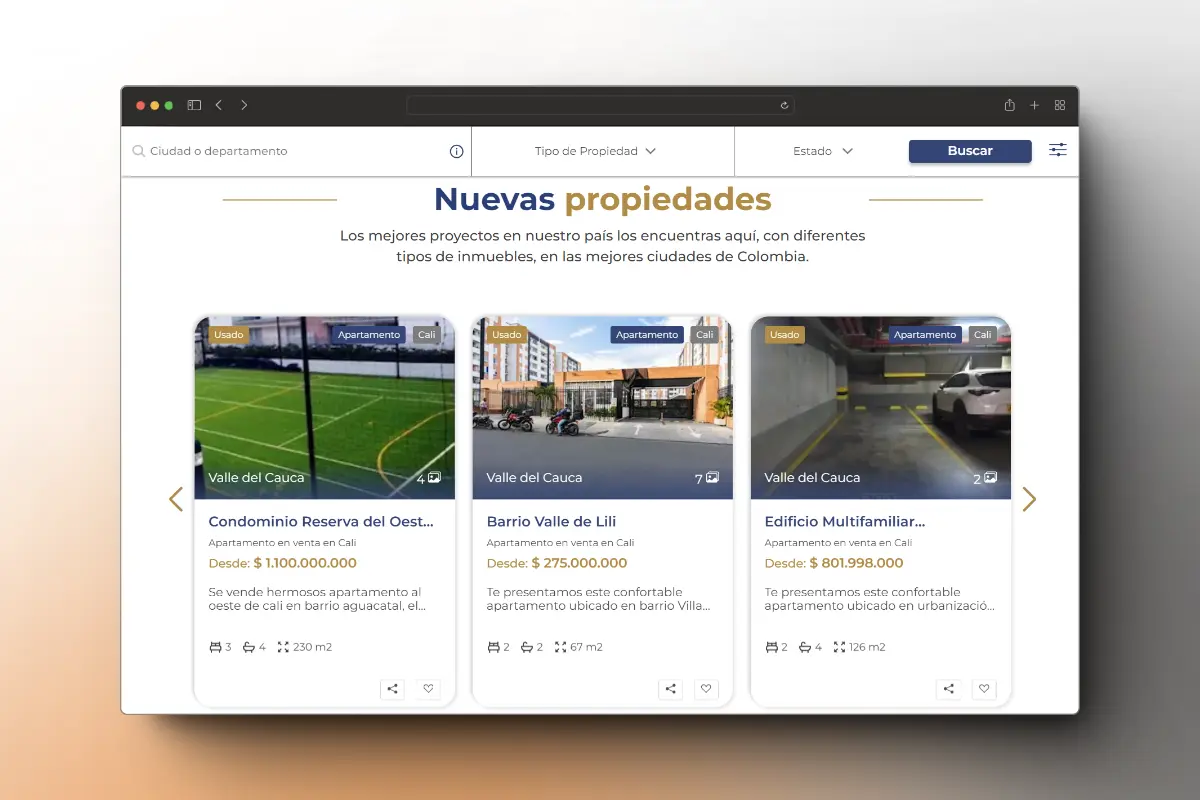 Ciudad o departamento
Tipo de Propiedad
Estado
Buscar
Nuevas propiedades
Los mejores proyectos en nuestro país los encuentras aquí, con diferentes
tipos de inmuebles, en las mejores ciudades de Colombia.
Usado
Apartamento
Cali
Valle del Cauca
4
Condominio Reserva del Oest...
Apartamento en venta en Cali
Desde: $ 1.100.000.000
Se vende hermosos apartamento al
oeste de cali en barrio aguacatal, el...
3
4
230 m2
Usado
Apartamento
Cali
Valle del Cauca
7
Barrio Valle de Lili
Apartamento en venta en Cali
Desde: $ 275.000.000
Te presentamos este confortable
apartamento ubicado en barrio Villa...
2
2
67 m2
Usado
Apartamento
Cali
Valle del Cauca
2
Edificio Multifamiliar...
Apartamento en venta en Cali
Desde: $ 801.998.000
Te presentamos este confortable
apartamento ubicado en urbanizació...
2
4
126 m2